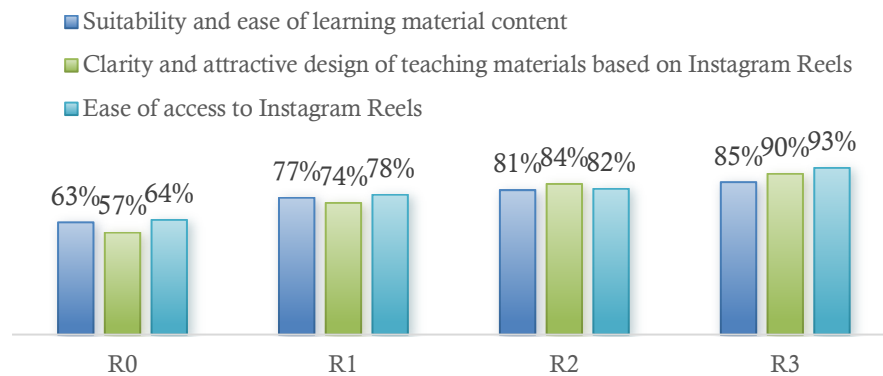 Suitability and ease of learning material content
Clarity and attractive design of teaching materials based on Instagram Reels
Ease of access to Instagram Reels
63% 57% 64% 77% 74% 78% 81% 84% 82% 85% 90% 93%
R0 R1 R2 R3